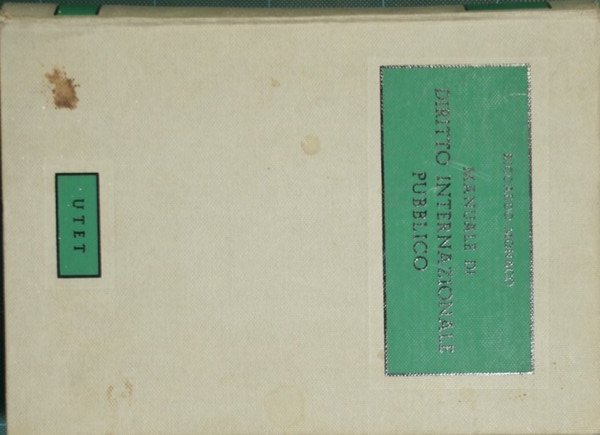 MANUALE DI
DIRITTO INTERNAZIONALE
PUBBLICO
UTET